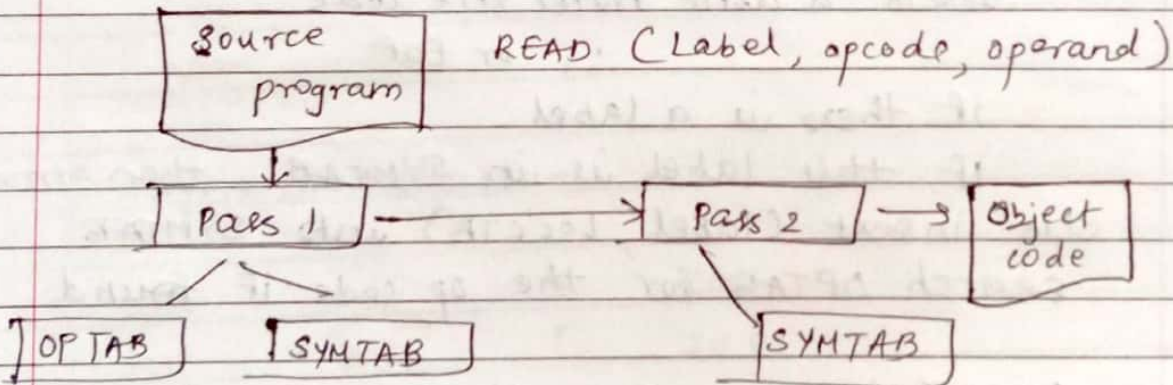 Source READ (Label, opcode, operand)
program
Pass 1 Pass 2 Object
code
OPTAB SYMTAB SYMTAB